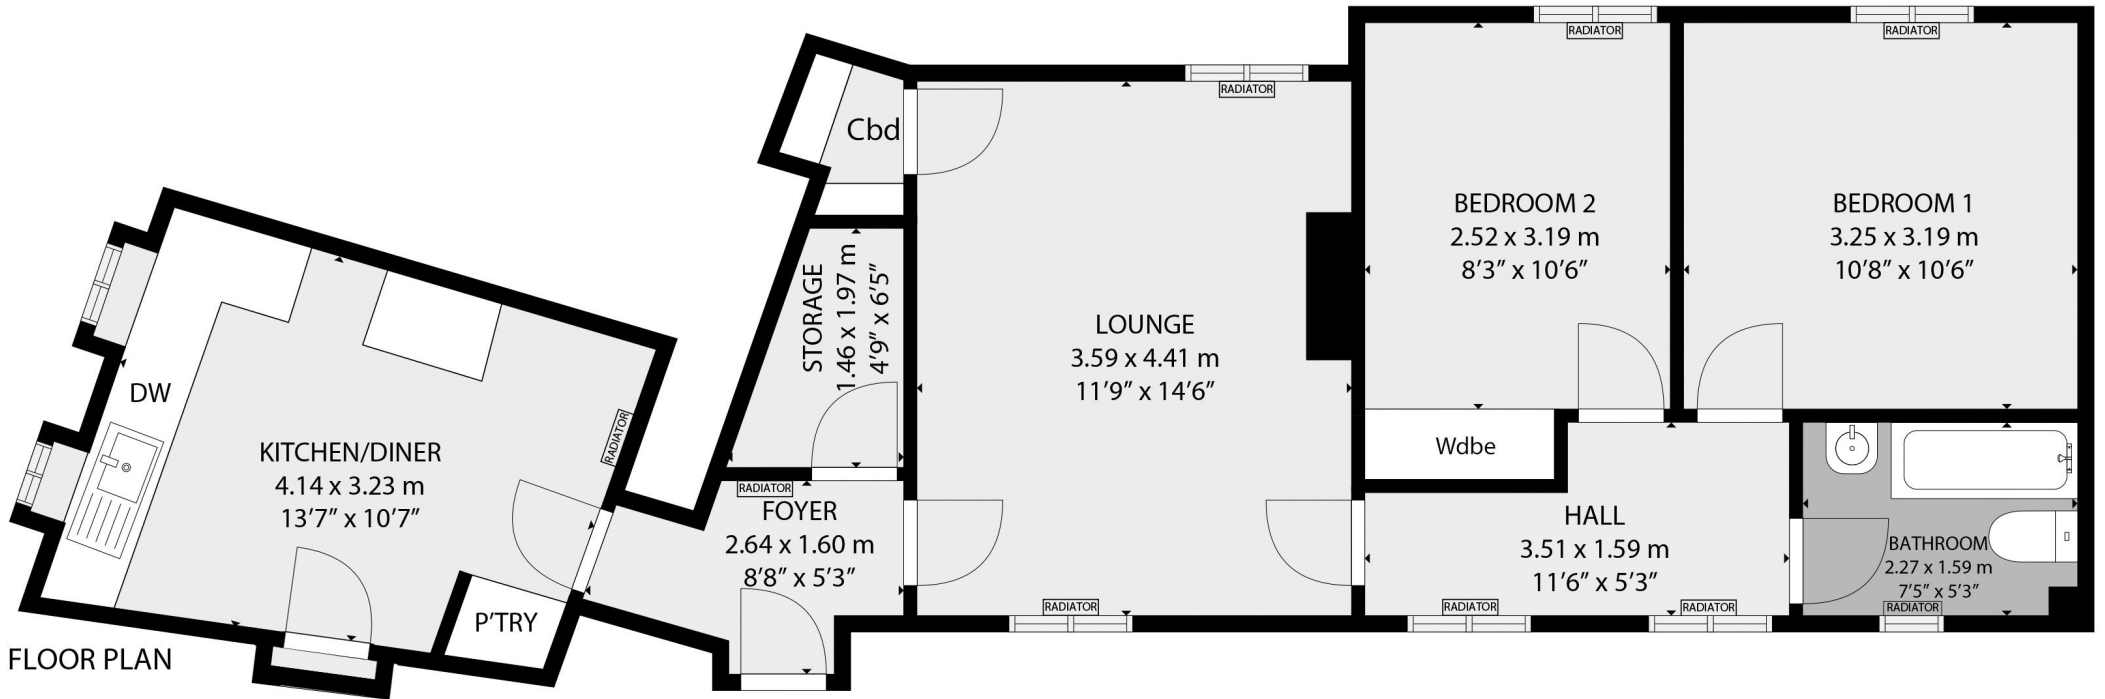 RADIATOR
RADIATOR
RADIATOR
Cbd
BEDROOM 2
2.52 x 3.19 m
8'3” x 10'6”
BEDROOM 1
3.25 x 3.19 m
10'8” x 10'6”
STORAGE
1.46 x 1.97 m
4'9” x 6'5”
LOUNGE
3.59 x 4.41 m
11'9” x 14'6”
DW
KITCHEN/DINER
4.14 x 3.23 m
13'7” x 10'7”
RADIATOR
Wdbe
RADIATOR
FOYER
2.64 x 1.60 m
8'8” x 5'3”
HALL
3.51 x 1.59 m
11'6” x 5'3”
BATHROOM
2.27 x 1.59 m
7'5” x 5'3”
RADIATOR
RADIATOR
RADIATOR
RADIATOR
P'TRY
FLOOR PLAN